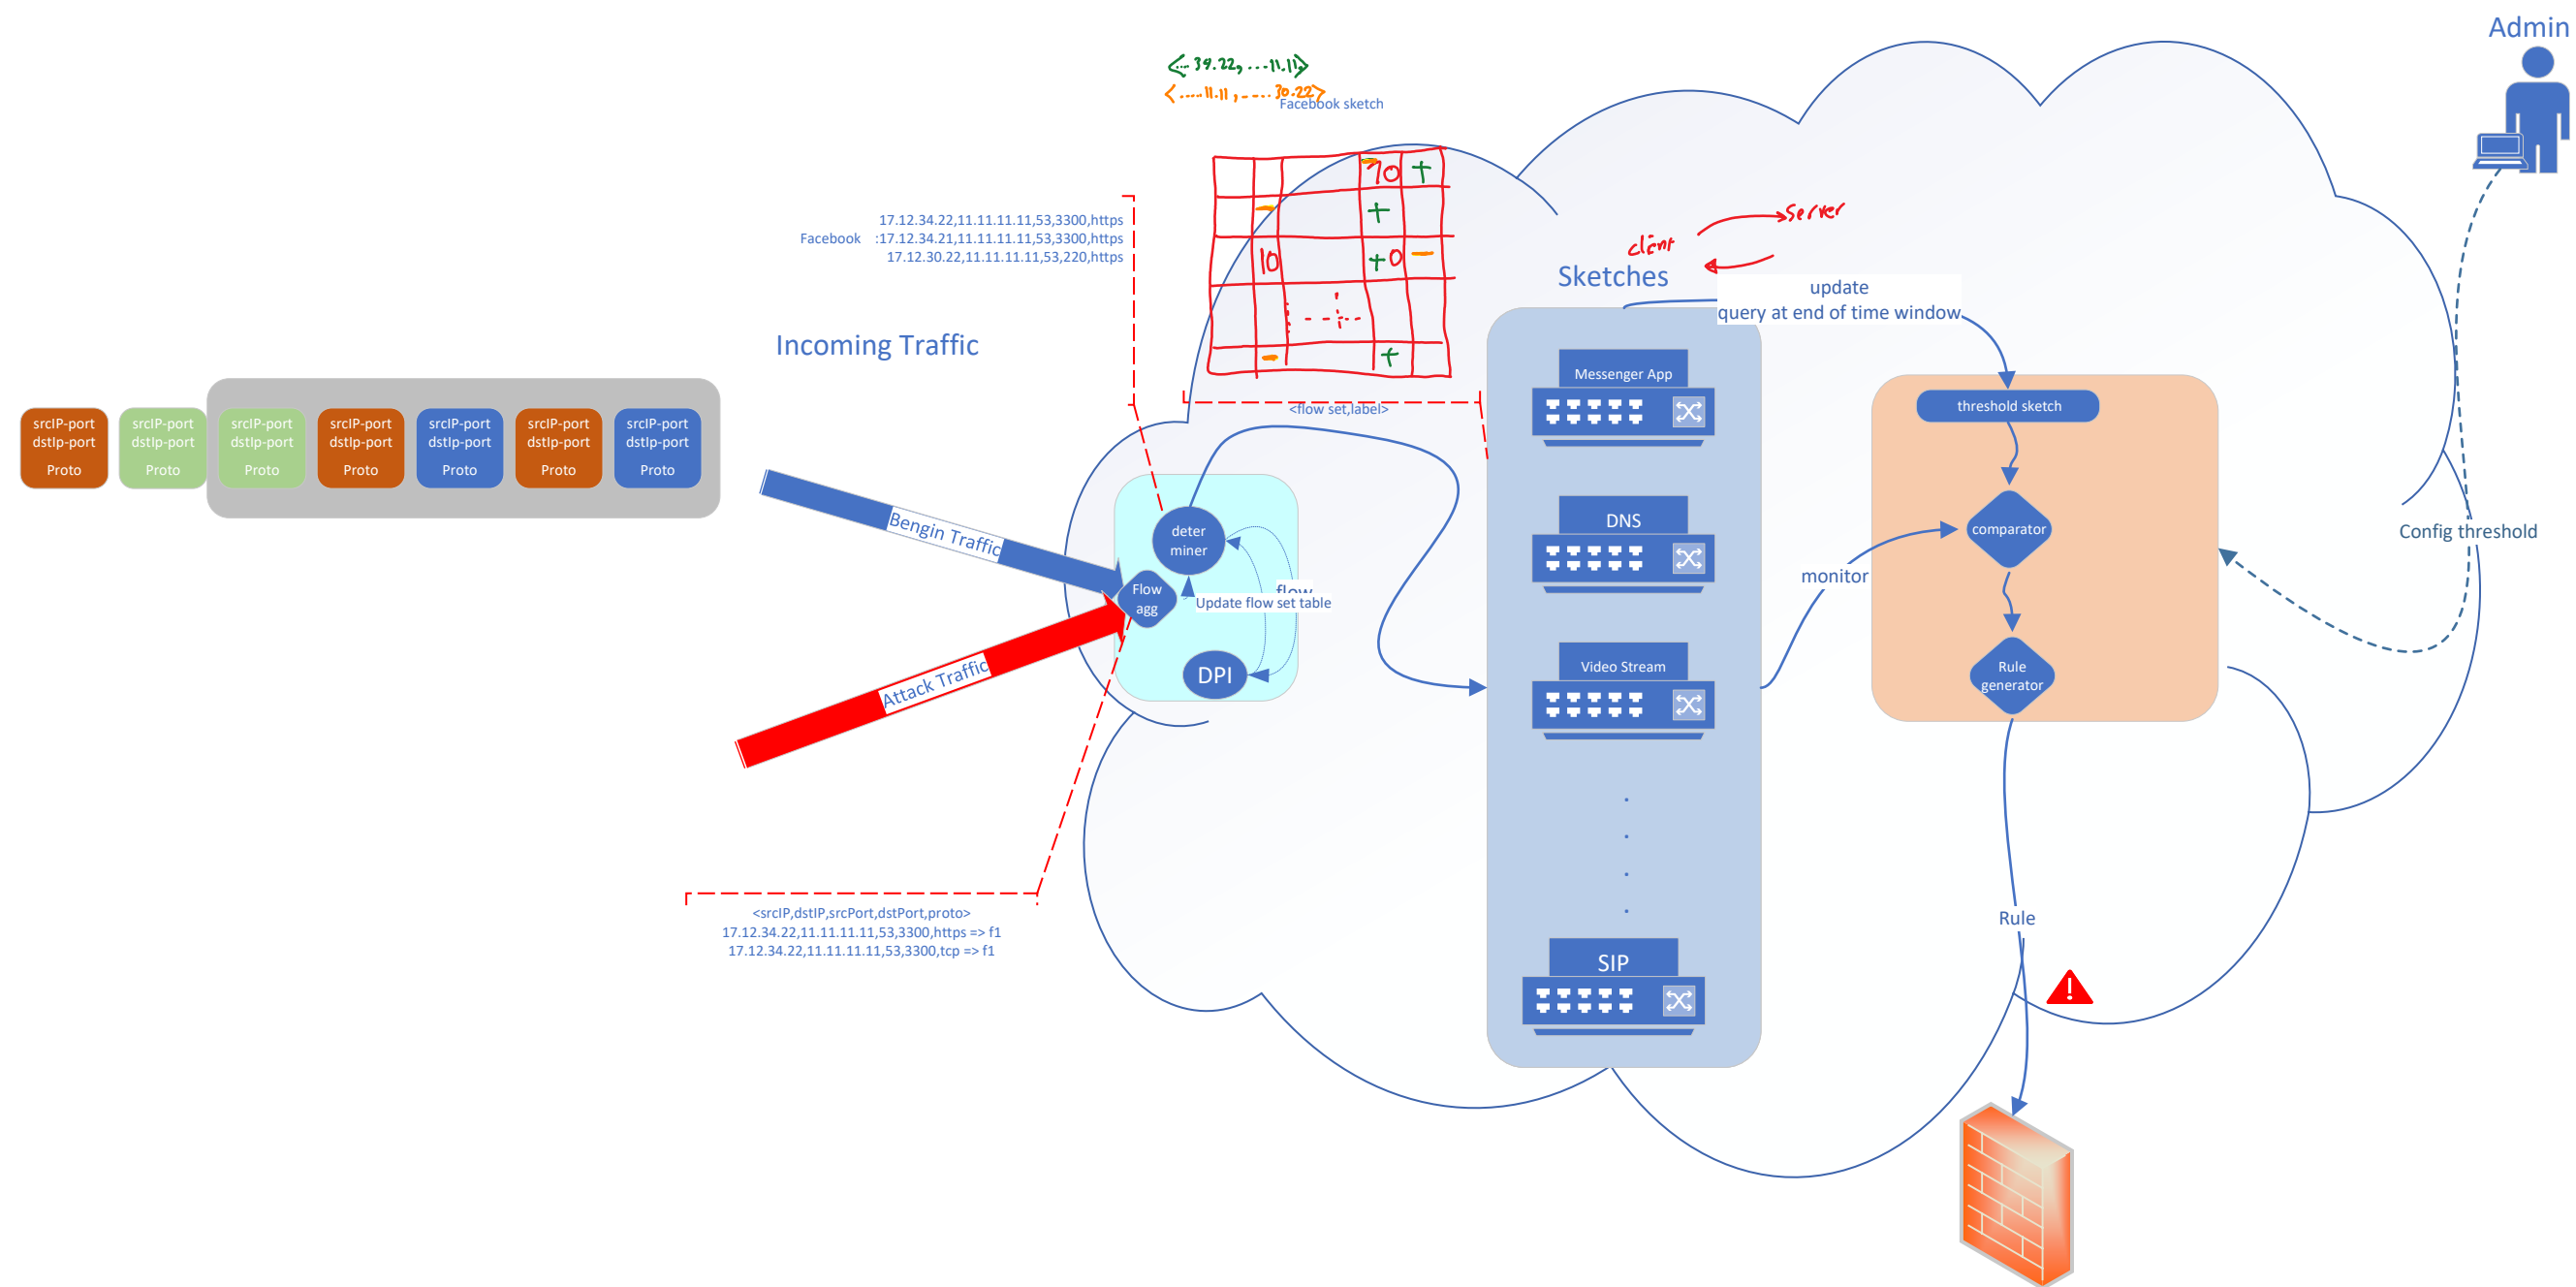 Admin
<... 34.22, ...11.11>
<.....11.11, .... 30.22>
Facebook sketch
70 +
- +
10 +0 -
- +
17.12.34.22,11.11.11.11,53,3300,https
Facebook :17.12.34.21,11.11.11.11,53,3300,https
17.12.30.22,11.11.11.11,53,220,https
client
Server
Sketches
update
query at end of time window
Incoming Traffic
<flow set,label>
srcIP-port
dstIp-port
Proto
srcIP-port
dstIp-port
Proto
srcIP-port
dstIp-port
Proto
srcIP-port
dstIp-port
Proto
srcIP-port
dstIp-port
Proto
srcIP-port
dstIp-port
Proto
srcIP-port
dstIp-port
Proto
Bengin Traffic
Attack Traffic
deter
miner
Flow
agg
flow
Update flow set table
DPI
Messenger App
DNS
Video Stream
.
.
.
.
SIP
monitor
threshold sketch
comparator
Rule
generator
Config threshold
<srcIP,dstIP,srcPort,dstPort,proto>
17.12.34.22,11.11.11.11,53,3300,https => f1
17.12.34.22,11.11.11.11,53,3300,tcp => f1
Rule
!